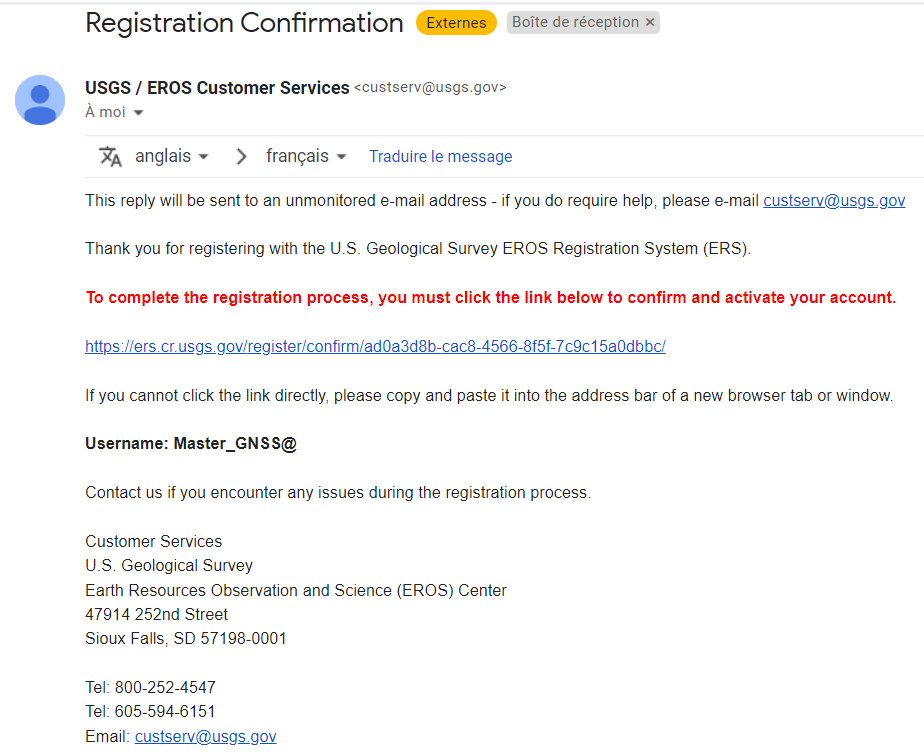 Registration Confirmation Externes Boîte de réception ×
USGS / EROS Customer Services <custserv@usgs.gov>
À moi
anglais français Traduire le message
This reply will be sent to an unmonitored e-mail address - if you do require help, please e-mail custserv@usgs.gov
Thank you for registering with the U.S. Geological Survey EROS Registration System (ERS).
To complete the registration process, you must click the link below to confirm and activate your account.
https://ers.cr.usgs.gov/register/confirm/ad0a3d8b-cac8-4566-8f5f-7c9c15a0dbbc/
If you cannot click the link directly, please copy and paste it into the address bar of a new browser tab or window.
Username: Master_GNSS@
Contact us if you encounter any issues during the registration process.
Customer Services
U.S. Geological Survey
Earth Resources Observation and Science (EROS) Center
47914 252nd Street
Sioux Falls, SD 57198-0001
Tel: 800-252-4547
Tel: 605-594-6151
Email: custserv@usgs.gov